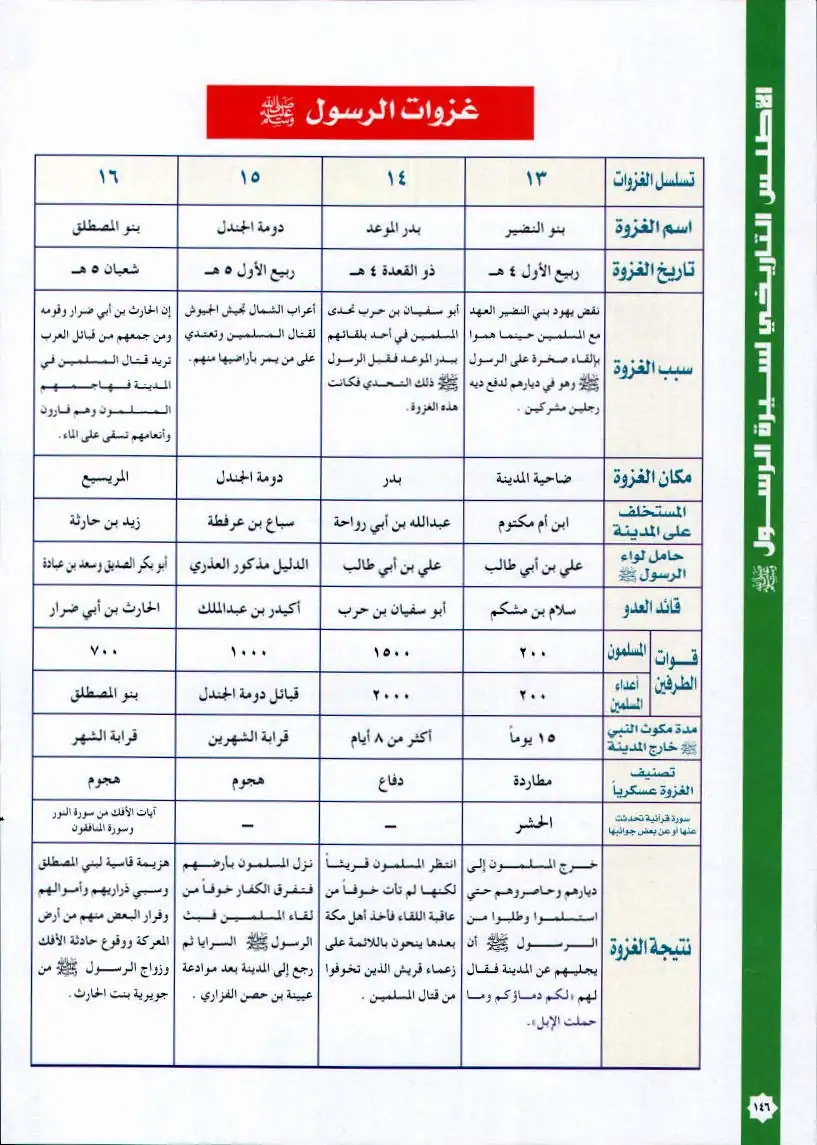 غزوات الرسول ﷺ
تسلسل الغزوات ١٣ ١٤ ١٥ ١٦
اسم الغزوة بنو النضير بدر الموعد دومة الجندل بنو المصطلق
تاريخ الغزوة ربيع الأول ٤ هـ ذو القعدة ٤ هـ ربيع الأول ٥ هـ شعبان ٥ هـ
سبب الغزوة
نقض يهود بني النضير العهد
مع المسلمين حينما هموا
بإلقاء صخرة على الرسول
ﷺ وهو في ديارهم لدفع ديه
رجلين مشركين .
أبو سفيان بن حرب تحدى
المسلمين في أحد بلقائهم
ببدر الموعد فقبل الرسول
ﷺ ذلك التحدي فكانت
هذه الغزوة .
أعراب الشمال تجيش الجيوش
لقتال المسلمين وتعتدي
على من يمر بأراضيها منهم .
إن الحارث بن أبي ضرار وقومه
ومن جمعهم من قبائل العرب
تريد قتال المسلمين في
المدينة فهاجمهم
المسلمون وهم فارون
وأنعامهم تسقى على الماء .
مكان الغزوة ضاحية المدينة بدر دومة الجندل المريسيع
المستخلف
على المدينة
ابن أم مكتوم عبدالله بن أبي رواحة سباع بن عرفطة زيد بن حارثة
حامل لواء
الرسول ﷺ
علي بن أبي طالب علي بن أبي طالب الدليل مذكور العذري أبو بكر الصديق وسعد بن عبادة
قائد العدو سلام بن مشكم أبو سفيان بن حرب أكيدر بن عبدالملك الحارث بن أبي ضرار
قوات
الطرفين
المسلمون ٢٠٠ ١٥٠٠ ١٠٠٠ ٧٠٠
أعداء
المسلمين
٢٠٠ ٢٠٠٠ قبائل دومة الجندل بنو المصطلق
مدة مكوث النبي
ﷺ خارج المدينة
١٥ يوماً أكثر من ٨ أيام قرابة الشهرين قرابة الشهر
تصنيف
الغزوة عسكرياً
مطاردة دفاع هجوم هجوم
سورة قرآنية تحدثت
عنها أو عن بعض جوانبها
الحشر – –
آيات الأفك من سورة النور
وسورة المنافقون
نتيجة الغزوة
خرج المسلمون إلى
ديارهم وحاصروهم حتى
استسلموا وطلبوا من
الرسول ﷺ أن
يجليهم عن المدينة فقال
لهم «لكم دماؤكم وما
حملت الإبل».
انتظر المسلمون قريشاً
لكنها لم تأت خوفاً من
عاقبة اللقاء فأخذ أهل مكة
بعدها ينحون باللائمة على
زعماء قريش الذين تخوفوا
من قتال المسلمين .
نزل المسلمون بأرضهم
فتفرق الكفار خوفاً من
لقاء المسلمين فبث
الرسول ﷺ السرايا ثم
رجع إلى المدينة بعد موادعة
عيينة بن حصن الفزاري .
هزيمة قاسية لبني المصطلق
وسبي ذراريهم وأموالهم
وفرار البعض منهم من أرض
المعركة ووقوع حادثة الأفك
وزواج الرسول ﷺ من
جويرية بنت الحارث .
الأطلس التاريخي لسيرة الرسول ﷺ
١٤٦